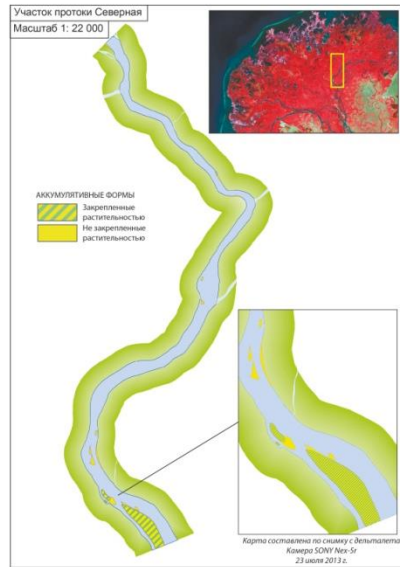 Участок протоки Северная
Масштаб 1: 22 000
АККУМУЛЯТИВНЫЕ ФОРМЫ
Закрепленные
растительностью
Не закрепленные
растительностью
Карта составлена по снимку с дельталета
Камера SONY Nex-5r
23 июля 2013 г.